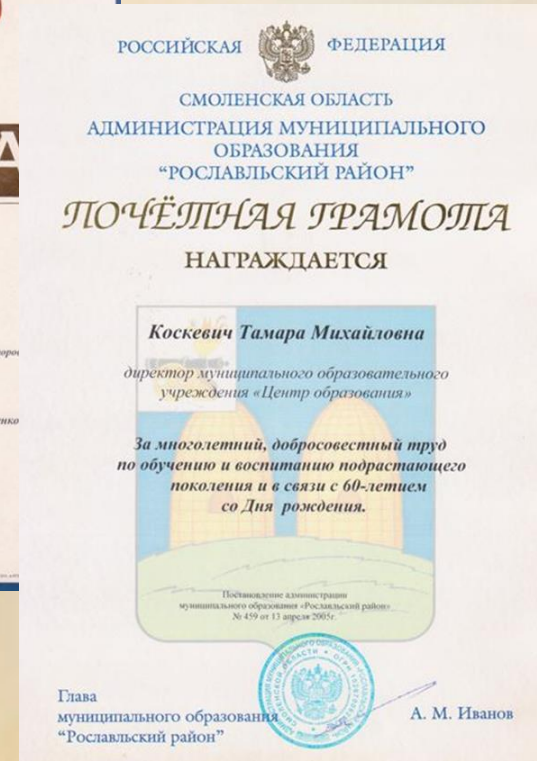 РОССИЙСКАЯ ФЕДЕРАЦИЯ
СМОЛЕНСКАЯ ОБЛАСТЬ
АДМИНИСТРАЦИЯ МУНИЦИПАЛЬНОГО
ОБРАЗОВАНИЯ
“РОСЛАВЛЬСКИЙ РАЙОН”
ПОЧЁТНАЯ ГРАМОТА
НАГРАЖДАЕТСЯ
Коскевич Тамара Михайловна
директор муниципального образовательного
учреждения «Центр образования»
За многолетний, добросовестный труд
по обучению и воспитанию подрастающего
поколения и в связи с 60-летием
со Дня рождения.
Постановление администрации
муниципального образования «Рославльский район»
№ 459 от 13 апреля 2005г.
Глава
муниципального образования
“Рославльский район”
А. М. Иванов